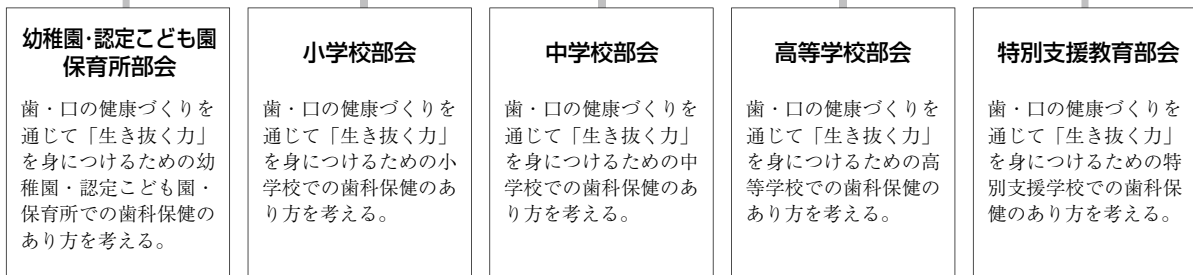 幼稚園・認定こども園
保育所部会
歯・口の健康づくりを
通じて「生き抜く力」
を身につけるための幼
稚園・認定こども園・
保育所での歯科保健の
あり方を考える。
小学校部会
歯・口の健康づくりを
通じて「生き抜く力」
を身につけるための小
学校での歯科保健のあ
り方を考える。
中学校部会
歯・口の健康づくりを
通じて「生き抜く力」
を身につけるための中
学校での歯科保健のあ
り方を考える。
高等学校部会
歯・口の健康づくりを
通じて「生き抜く力」
を身につけるための高
等学校での歯科保健の
あり方を考える。
特別支援教育部会
歯・口の健康づくりを
通じて「生き抜く力」
を身につけるための特
別支援学校での歯科保
健のあり方を考える。